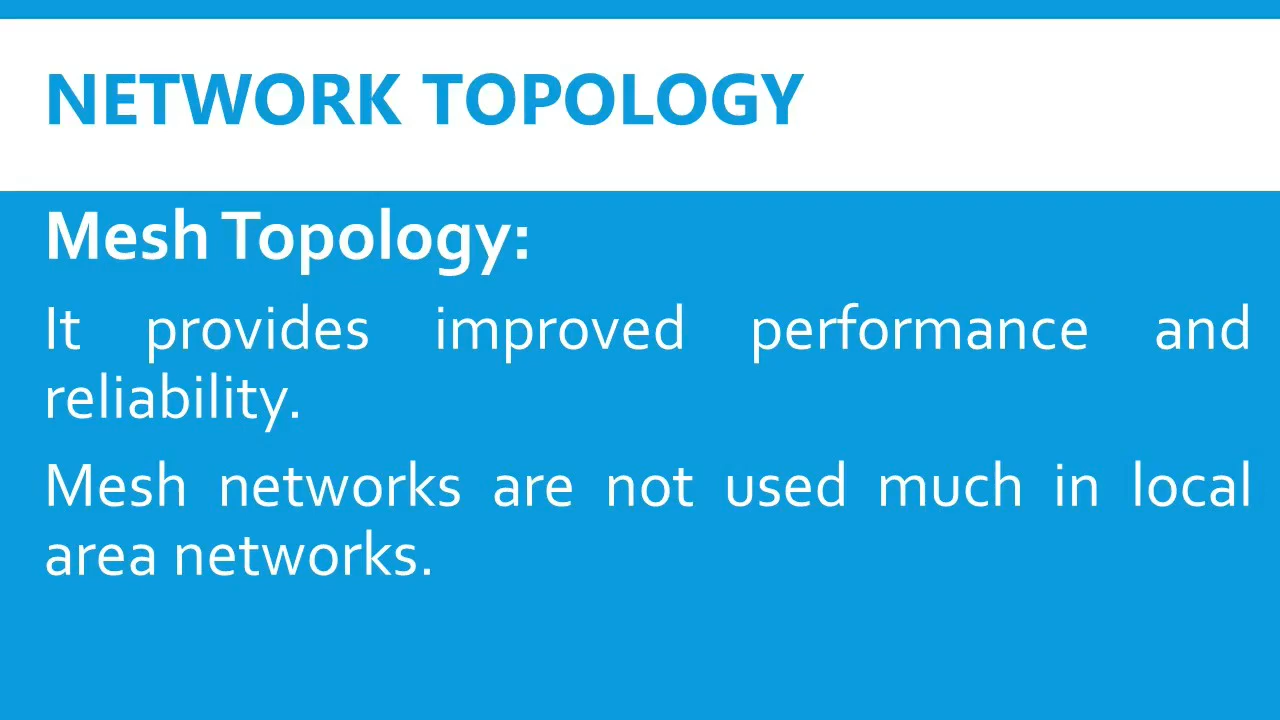 NETWORK TOPOLOGY
Mesh Topology:
It provides improved performance and
reliability.
Mesh networks are not used much in local
area networks.